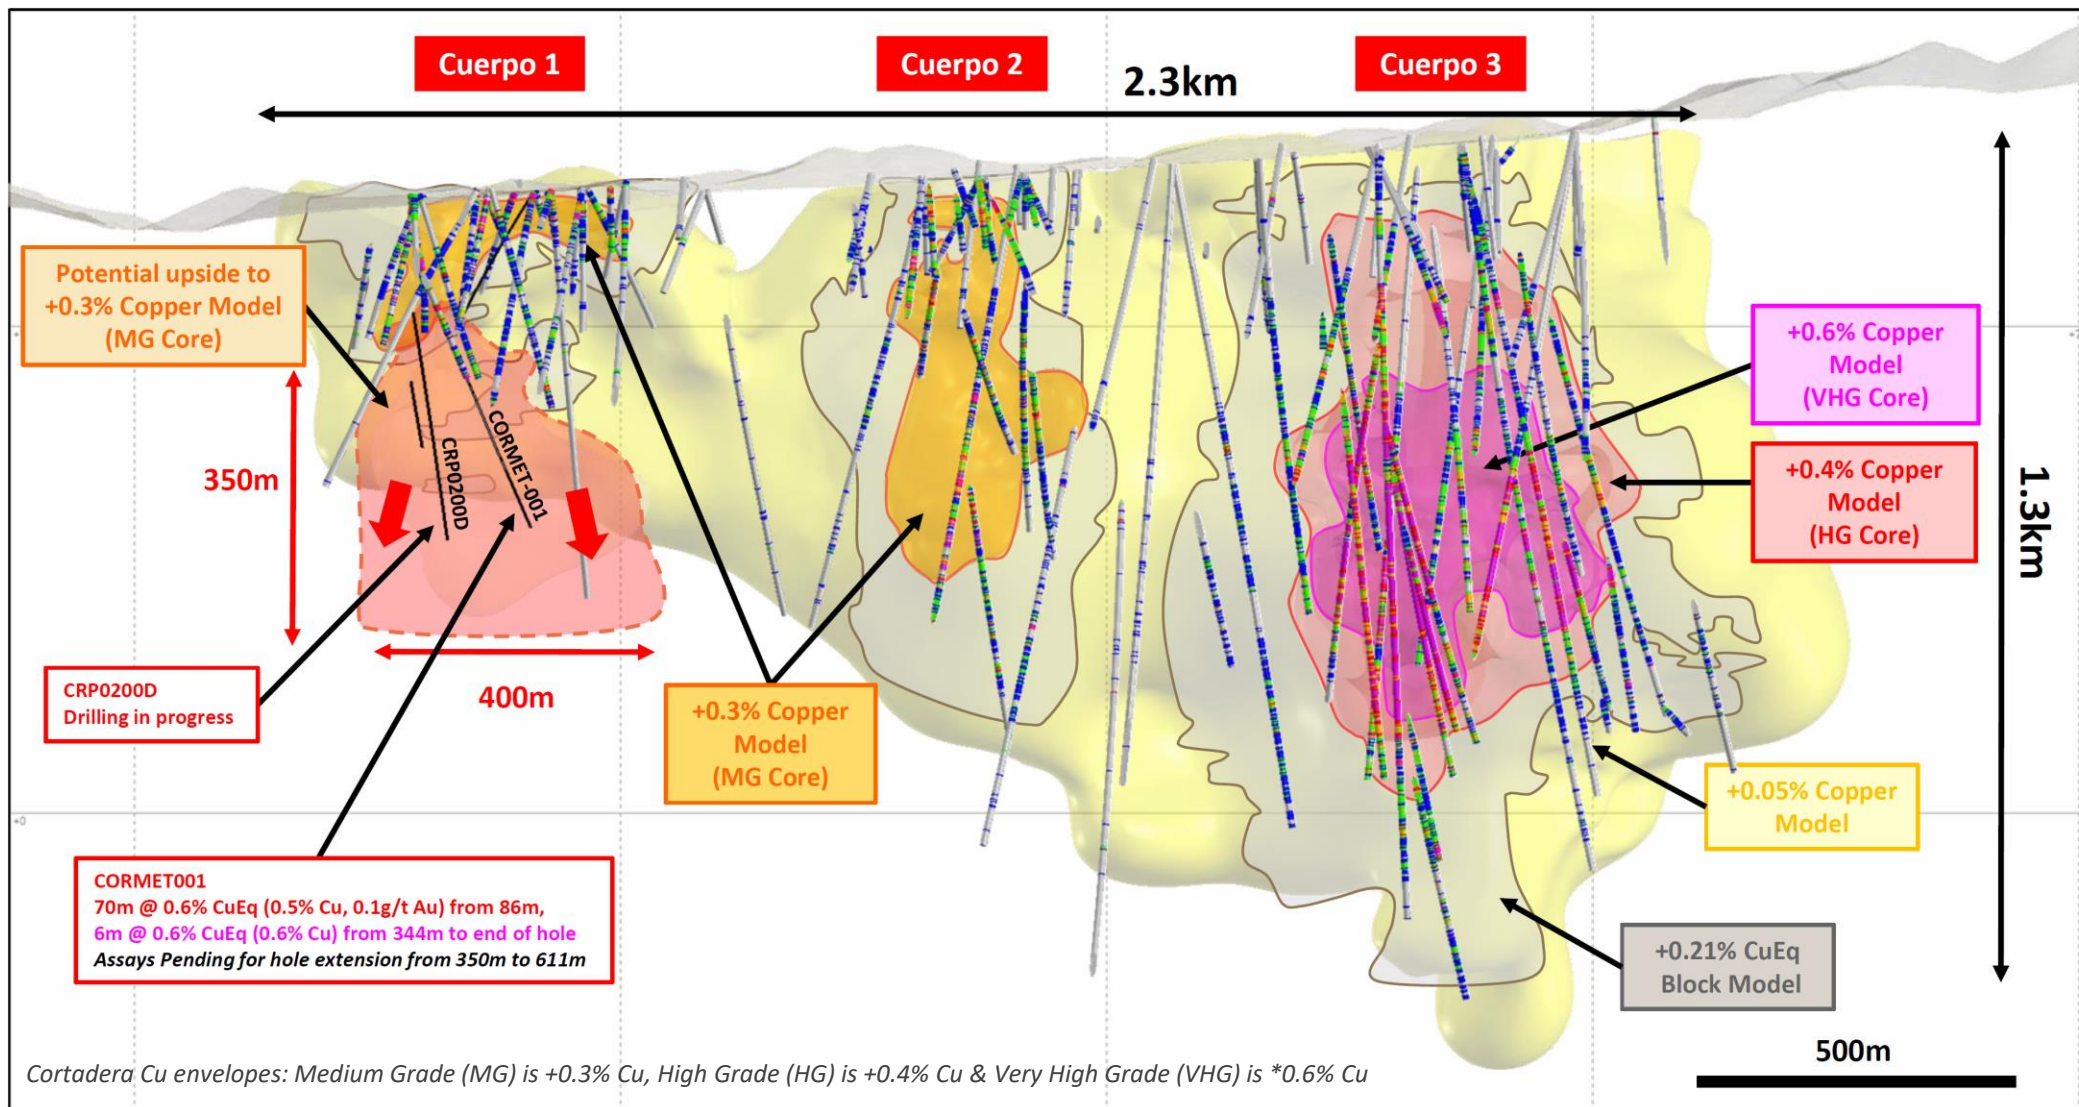 Cuerpo 1
Cuerpo 2
Cuerpo 3
2.3km
Potential upside to
+0.3% Copper Model
(MG Core)
+0.6% Copper
Model
(VHG Core)
350m
CRP0200D
CORMET-001
+0.4% Copper
Model
(HG Core)
1.3km
CRP0200D
Drilling in progress
400m
+0.3% Copper
Model
(MG Core)
+0.05% Copper
Model
+0
CORMET001
70m @ 0.6% CuEq (0.5% Cu, 0.1g/t Au) from 86m,
6m @ 0.6% CuEq (0.6% Cu) from 344m to end of hole
Assays Pending for hole extension from 350m to 611m
+0.21% CuEq
Block Model
500m
Cortadera Cu envelopes: Medium Grade (MG) is +0.3% Cu, High Grade (HG) is +0.4% Cu & Very High Grade (VHG) is *0.6% Cu